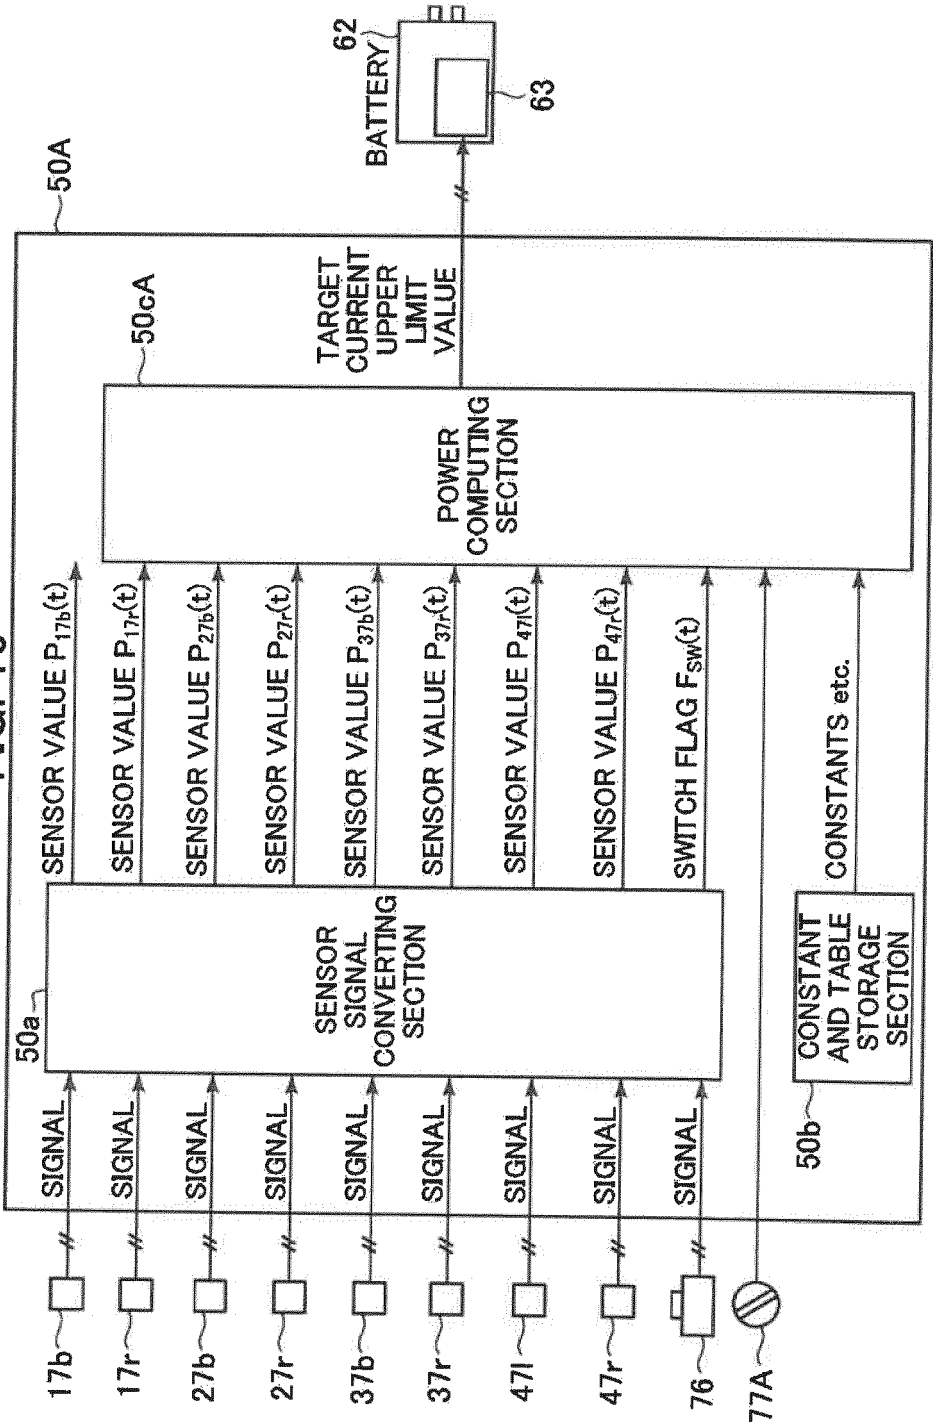 50A
50cA
50a
62
BATTERY
63
TARGET
CURRENT
UPPER
LIMIT
VALUE
POWER
COMPUTING
SECTION
SENSOR
SIGNAL
CONVERTING
SECTION
17b
SIGNAL
SENSOR VALUE P17b(t)
17r
SIGNAL
SENSOR VALUE P17r(t)
27b
SIGNAL
SENSOR VALUE P27b(t)
27r
SIGNAL
SENSOR VALUE P27r(t)
37b
SIGNAL
SENSOR VALUE P37b(t)
37r
SIGNAL
SENSOR VALUE P37r(t)
47l
SIGNAL
SENSOR VALUE P47l(t)
47r
SIGNAL
SENSOR VALUE P47r(t)
76
SIGNAL
SWITCH FLAG FSW(t)
77A
50b
CONSTANT
AND TABLE
STORAGE
SECTION
CONSTANTS etc.